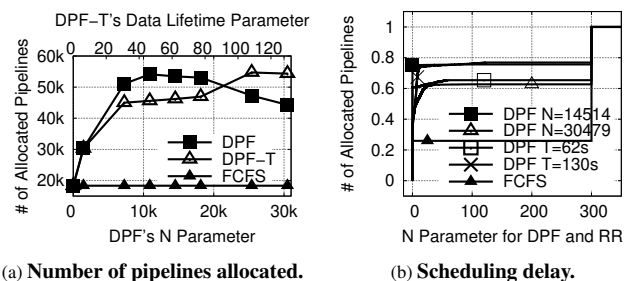 DPF-T's Data Lifetime Parameter
0 20 40 60 80 100 120
# of Allocated Pipelines
60k
50k
40k
30k
20k
DPF
DPF-T
FCFS
0 10k 20k 30k
DPF's N Parameter
(a) Number of pipelines allocated.
# of Allocated Pipelines
1
0.8
0.6
0.4
0.2
0
DPF N=14514
DPF N=30479
DPF T=62s
DPF T=130s
FCFS
0 100 200 300
N Parameter for DPF and RR
(b) Scheduling delay.